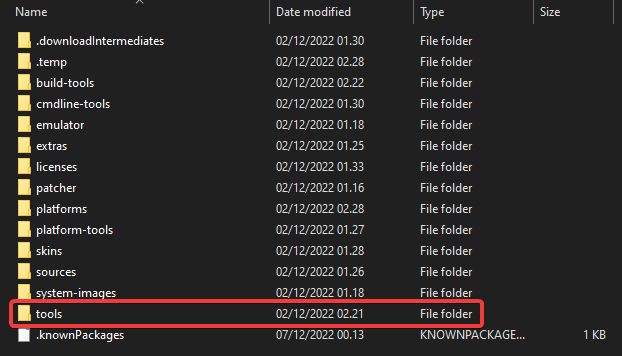 Name Date modified Type Size
.downloadIntermediates 02/12/2022 01.30 File folder
.temp 02/12/2022 02.28 File folder
build-tools 02/12/2022 02.22 File folder
cmdline-tools 02/12/2022 01.30 File folder
emulator 02/12/2022 01.18 File folder
extras 02/12/2022 01.25 File folder
licenses 02/12/2022 01.33 File folder
patcher 02/12/2022 01.16 File folder
platforms 02/12/2022 02.28 File folder
platform-tools 02/12/2022 01.27 File folder
skins 02/12/2022 01.28 File folder
sources 02/12/2022 01.26 File folder
system-images 02/12/2022 01.18 File folder
tools 02/12/2022 02.21 File folder
.knownPackages 07/12/2022 00.13 KNOWNPACKAGE... 1 KB